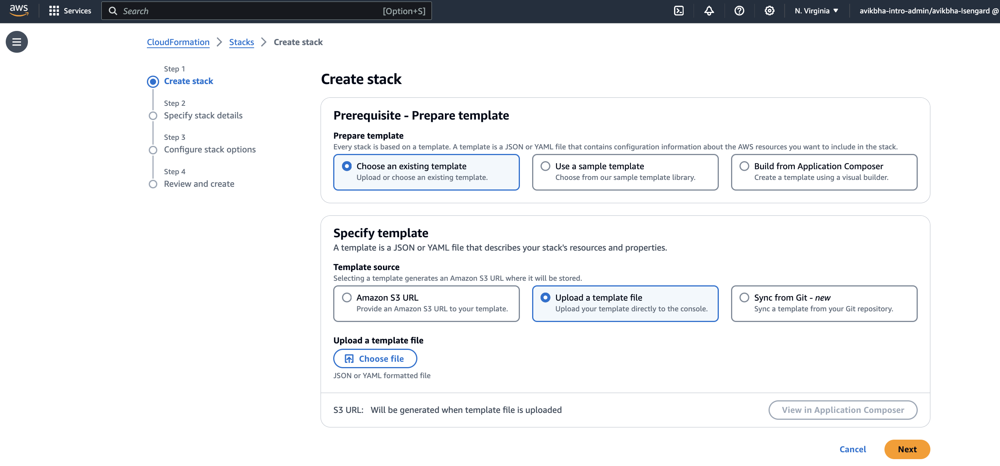 aws
Services
Search
[Option+S]
N. Virginia
avikbha-intro-admin/avikbha-Isengard @
CloudFormation
Stacks
Create stack
Step 1
Create stack
Step 2
Specify stack details
Step 3
Configure stack options
Step 4
Review and create
Create stack
Prerequisite - Prepare template
Prepare template
Every stack is based on a template. A template is a JSON or YAML file that contains configuration information about the AWS resources you want to include in the stack.
Choose an existing template
Upload or choose an existing template.
Use a sample template
Choose from our sample template library.
Build from Application Composer
Create a template using a visual builder.
Specify template
A template is a JSON or YAML file that describes your stack's resources and properties.
Template source
Selecting a template generates an Amazon S3 URL where it will be stored.
Amazon S3 URL
Provide an Amazon S3 URL to your template.
Upload a template file
Upload your template directly to the console.
Sync from Git - new
Sync a template from your Git repository.
Upload a template file
Choose file
JSON or YAML formatted file
S3 URL: Will be generated when template file is uploaded
View in Application Composer
Cancel
Next